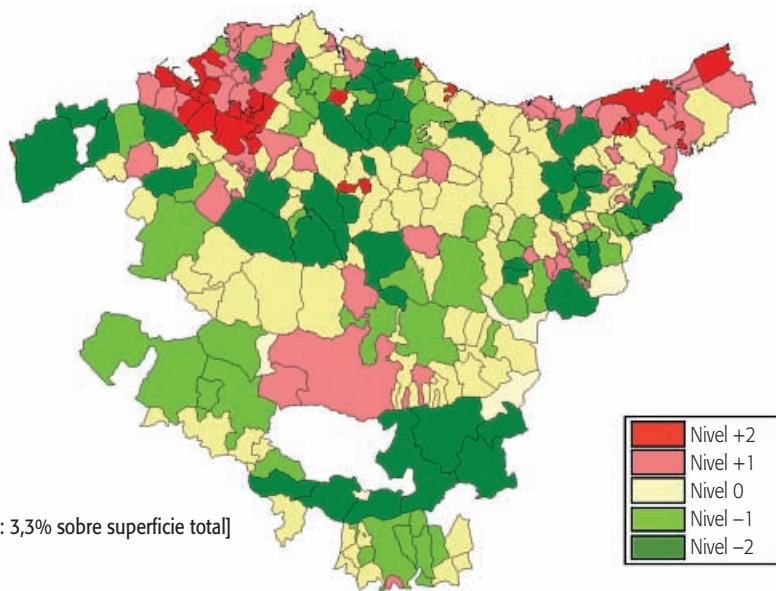 : 3,3% sobre superficie total]
Nivel +2
Nivel +1
Nivel 0
Nivel –1
Nivel –2